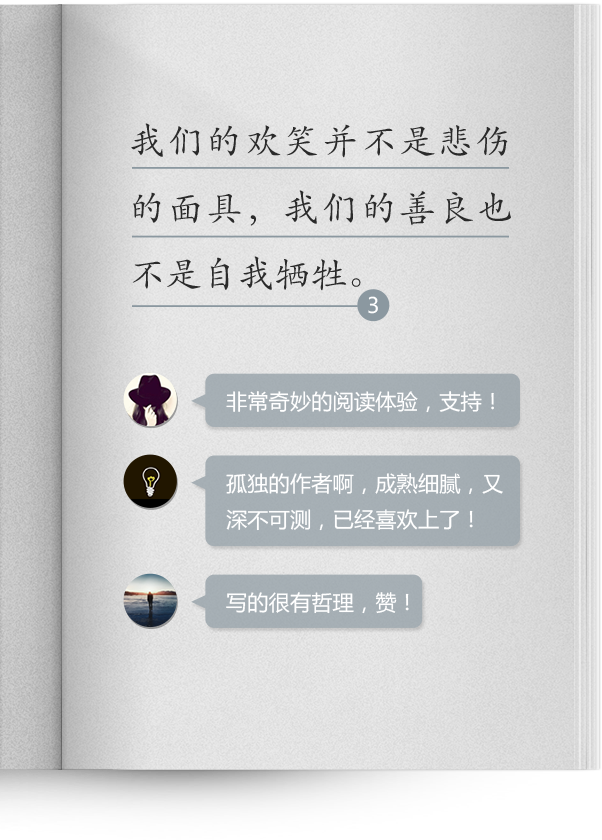 我们的欢笑并不是悲伤
的面具，我们的善良也
不是自我牺牲。
3
非常奇妙的阅读体验，支持！
孤独的作者啊，成熟细腻，又
深不可测，已经喜欢上了！
写的很有哲理，赞！